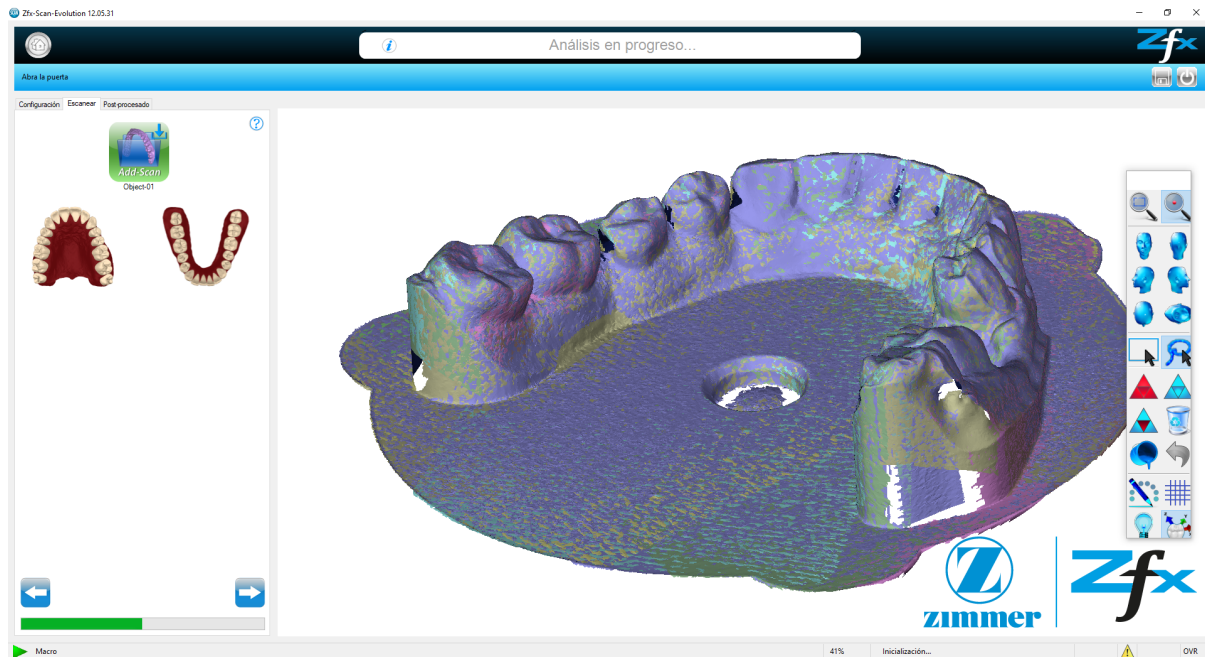 Zfx-Scan-Evolution 12.05.31
Análisis en progreso...
Zfx
Abra la puerta
Configuración Escanear Post-procesado
Add-Scan
Object-01
zimmer
Zfx
Macro 41% Inicialización... OVR